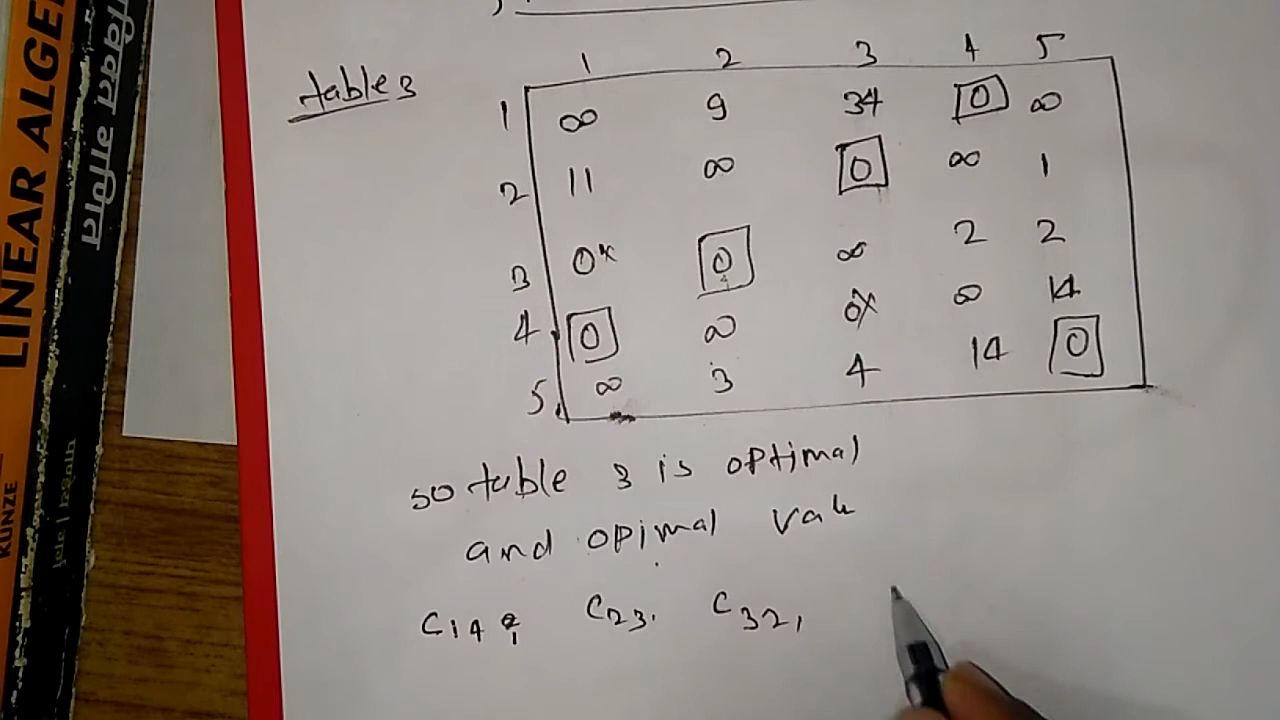 LINEAR ALGE
KUNZE
table 3
1 2 3 4 5
1 ∞ 9 34 0 ∞
2 11 ∞ 0 ∞ 1
3 0x 0 ∞ 2 2
4 0 ∞ 0x ∞ 14
5 ∞ 3 4 14 0
so table 3 is optimal
and opimal valu
C14, C23, C32,